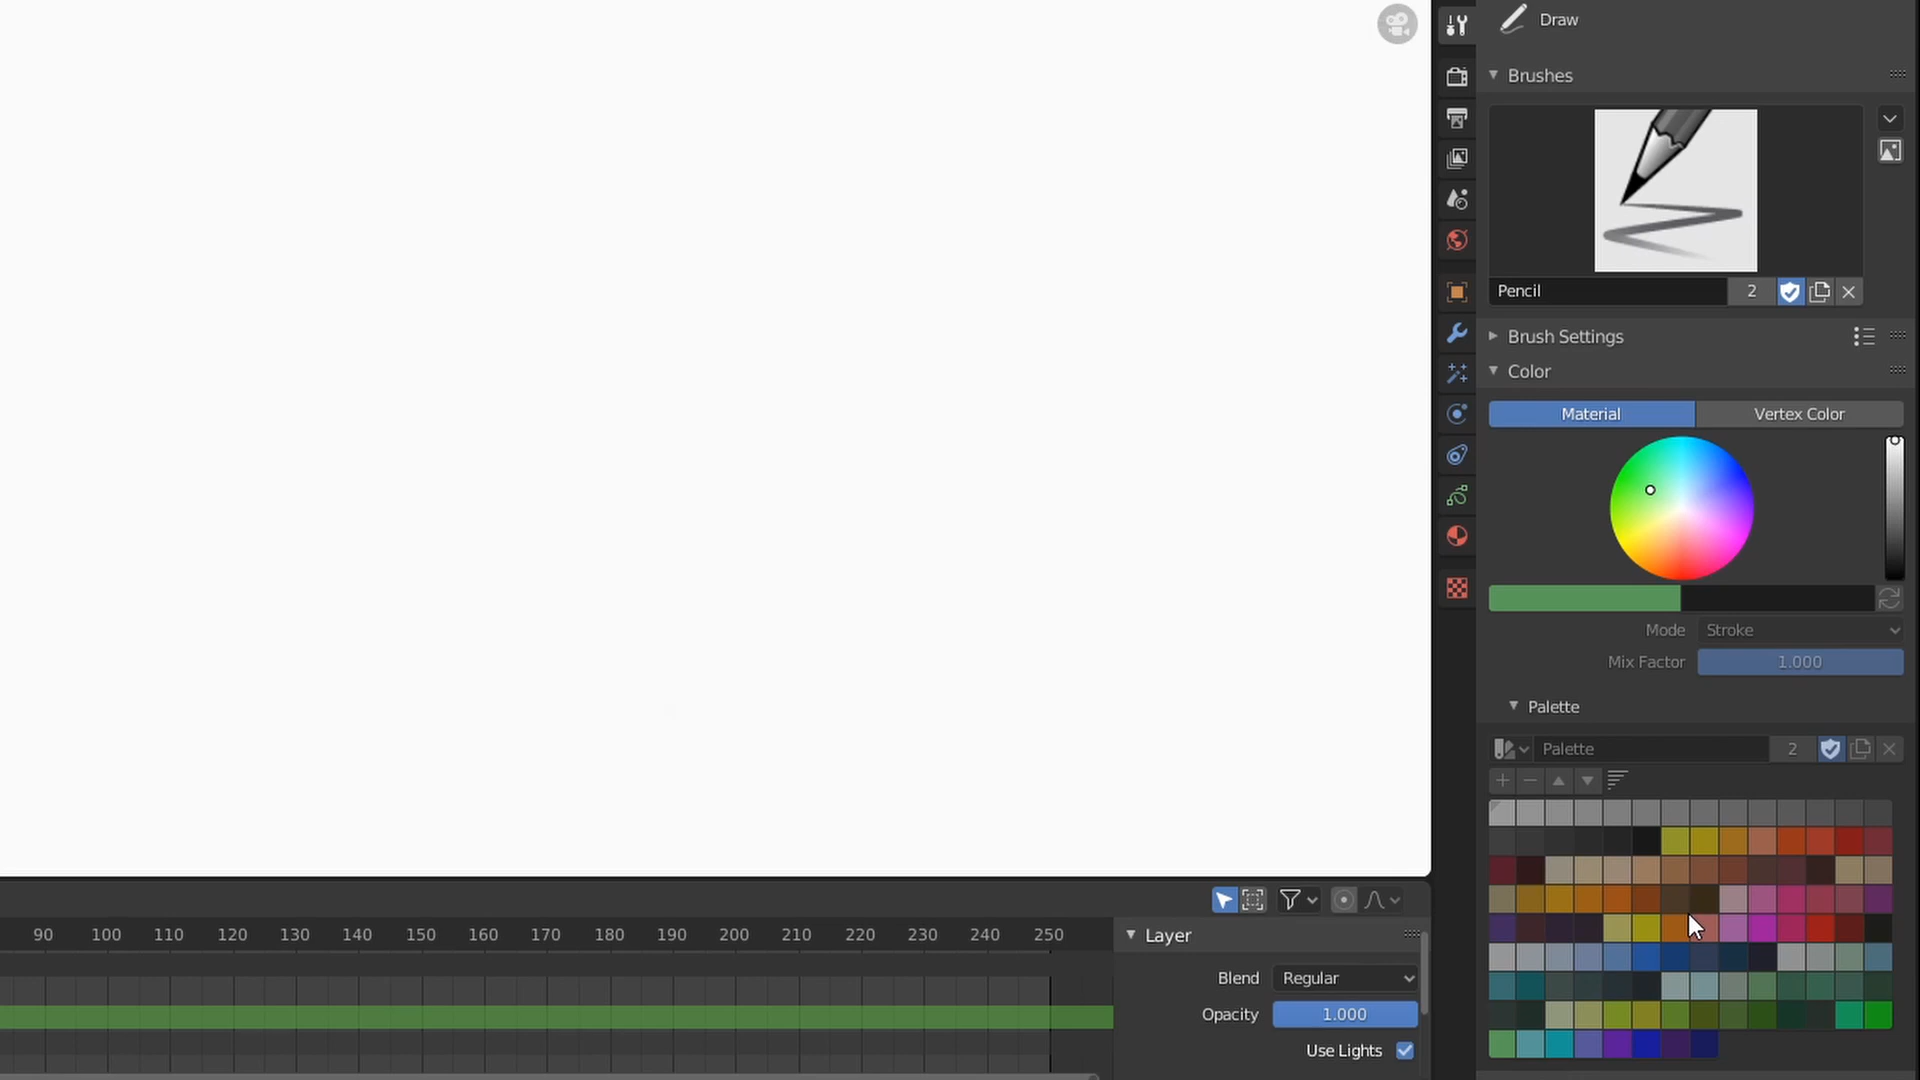 Draw
Brushes
Pencil 2
Brush Settings
Color
Material Vertex Color
Mode Stroke
Mix Factor 1.000
Palette
Palette 2
90 100 110 120 130 140 150 160 170 180 190 200 210 220 230 240 250
Layer
Blend Regular
Opacity 1.000
Use Lights